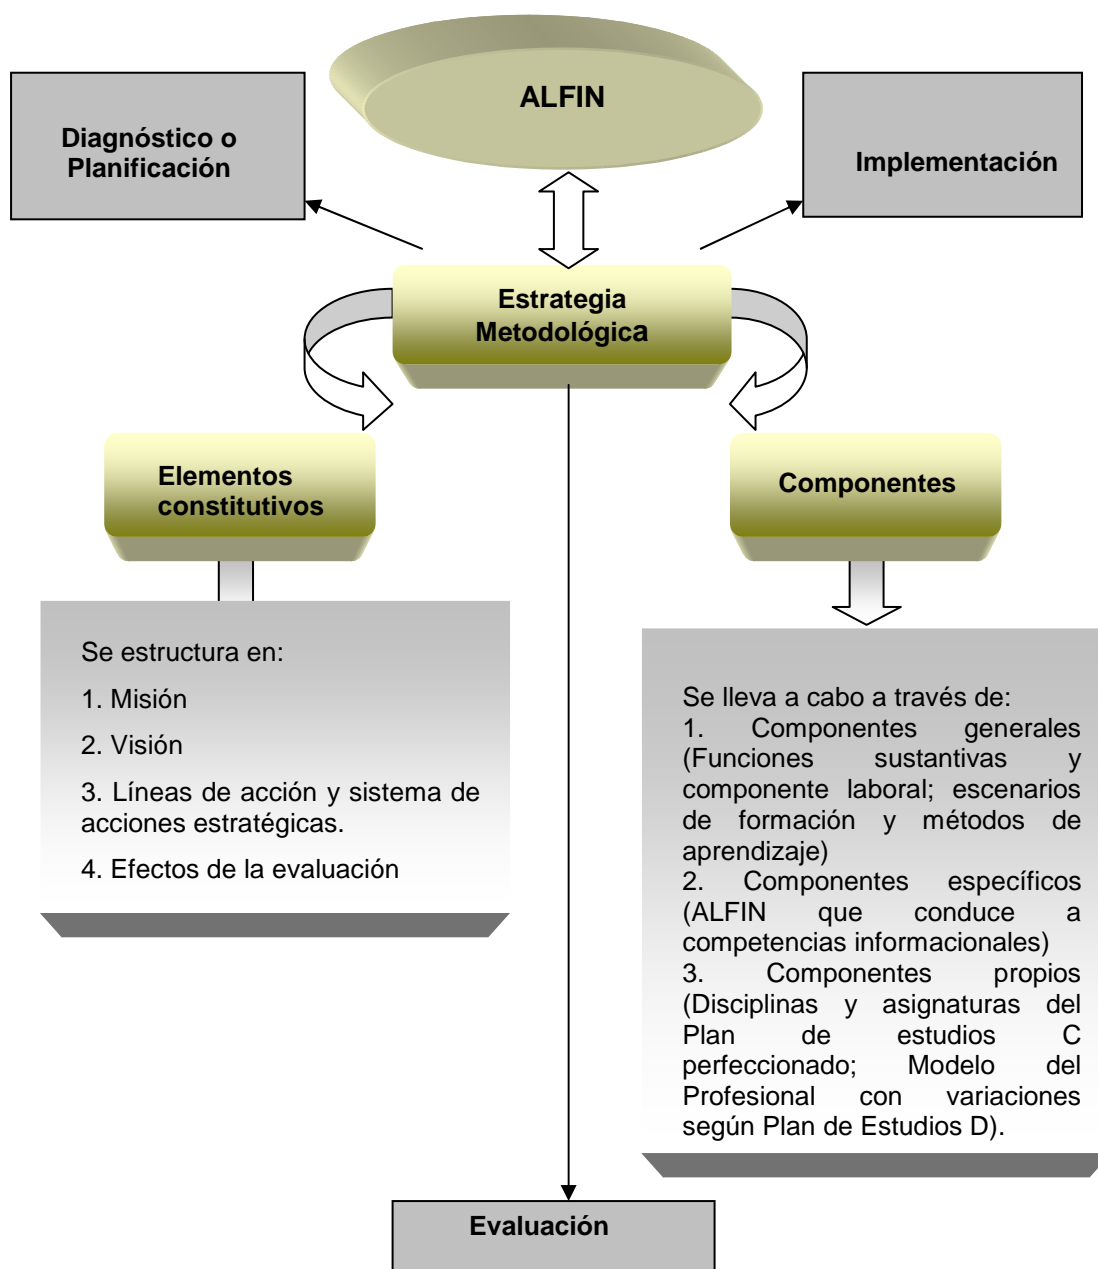 ALFIN
Diagnóstico o
Planificación
Implementación
Estrategia
Metodológica
Elementos
constitutivos
Componentes
Se estructura en:
1. Misión
2. Visión
3. Líneas de acción y sistema de
acciones estratégicas.
4. Efectos de la evaluación
Se lleva a cabo a través de:
1. Componentes generales
(Funciones sustantivas y
componente laboral; escenarios
de formación y métodos de
aprendizaje)
2. Componentes específicos
(ALFIN que conduce a
competencias informacionales)
3. Componentes propios
(Disciplinas y asignaturas del
Plan de estudios C
perfeccionado; Modelo del
Profesional con variaciones
según Plan de Estudios D).
Evaluación